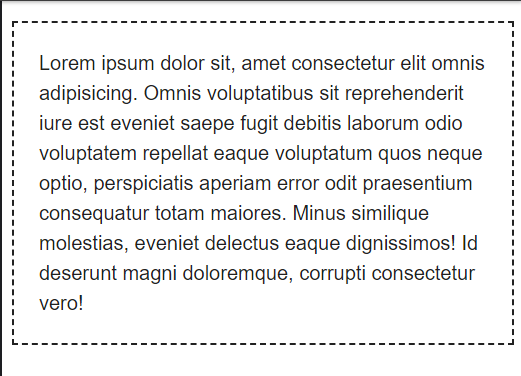 Lorem ipsum dolor sit, amet consectetur elit omnis
adipisicing. Omnis voluptatibus sit reprehenderit
iure est eveniet saepe fugit debitis laborum odio
voluptatem repellat eaque voluptatum quos neque
optio, perspiciatis aperiam error odit praesentium
consequatur totam maiores. Minus similique
molestias, eveniet delectus eaque dignissimos! Id
deserunt magni doloremque, corrupti consectetur
vero!